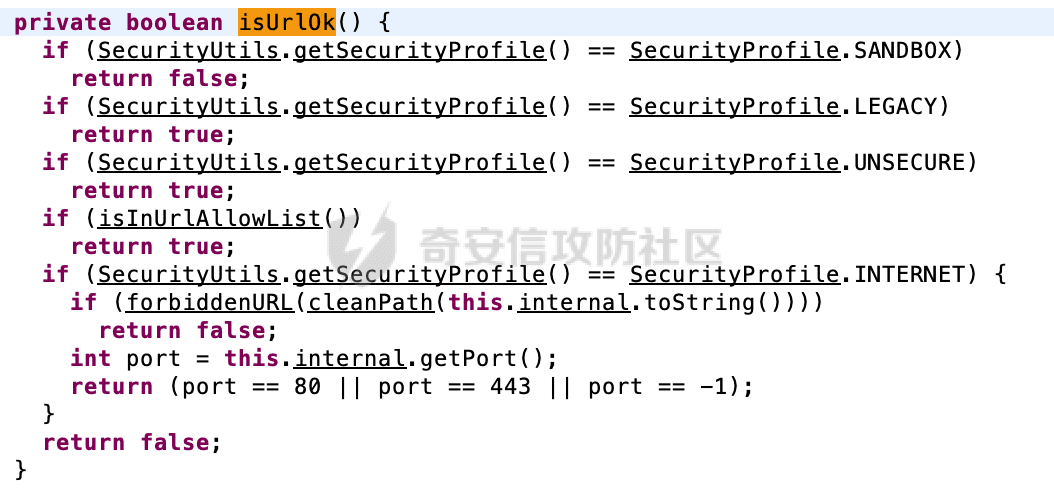 private boolean isUrlOk() {
if (SecurityUtils.getSecurityProfile() == SecurityProfile.SANDBOX)
return false;
if (SecurityUtils.getSecurityProfile() == SecurityProfile.LEGACY)
return true;
if (SecurityUtils.getSecurityProfile() == SecurityProfile.UNSECURE)
return true;
if (isInUrlAllowList())
return true;
奇安信攻防社区
if (SecurityUtils.getSecurityProfile() == SecurityProfile.INTERNET) {
if (forbiddenURL(cleanPath(this.internal.toString())))
return false;
int port = this.internal.getPort();
return (port == 80 || port == 443 || port == -1);
}
return false;
}